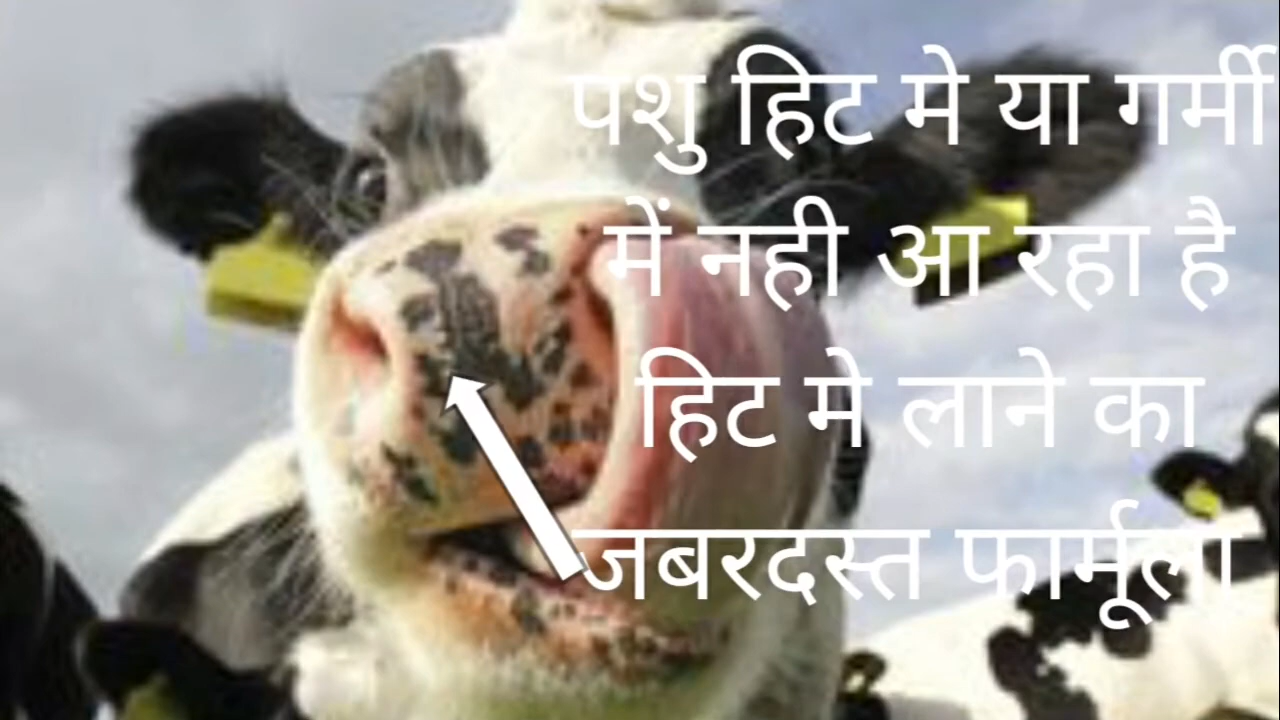 पशु हिट मे या गर्मी
में नही आ रहा है
हिट मे लाने का
जबरदस्त फार्मूला